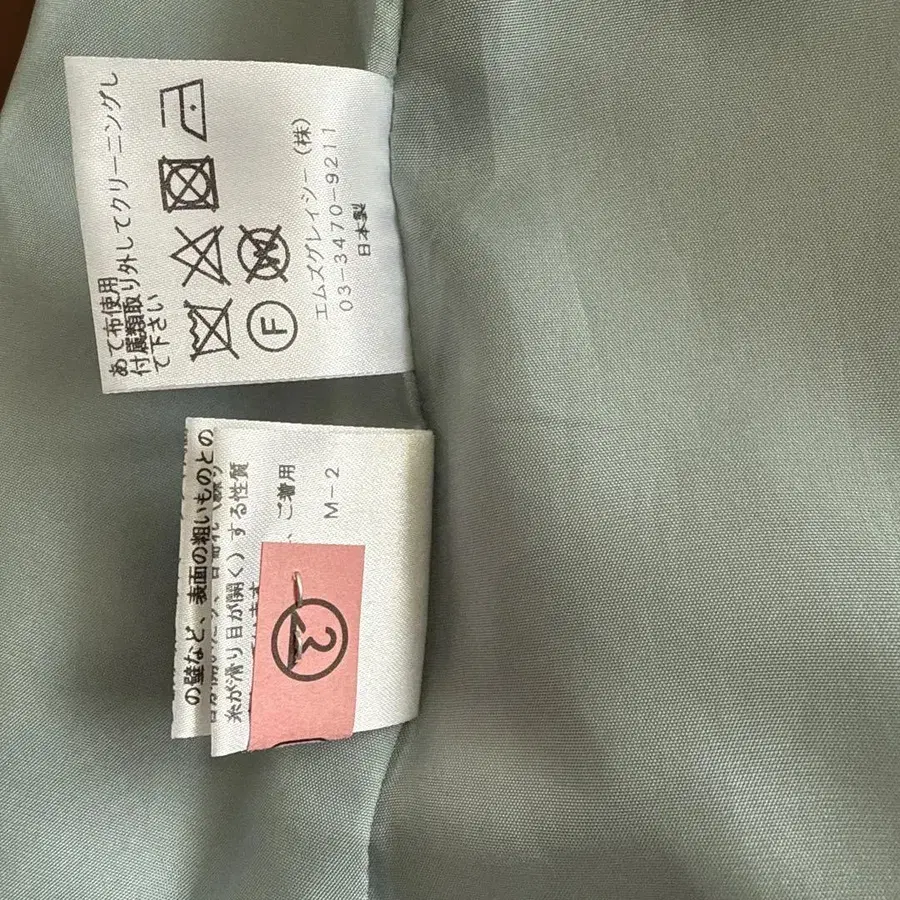 F
エムズグレイシー(株)
03-3470-9211
日本製
あて布使用
付属類取り外してクリーニングし
て下さい
の壁など、表面の粗いものとの
糸が滑り目が開く)する性質
、ご着用
M-2